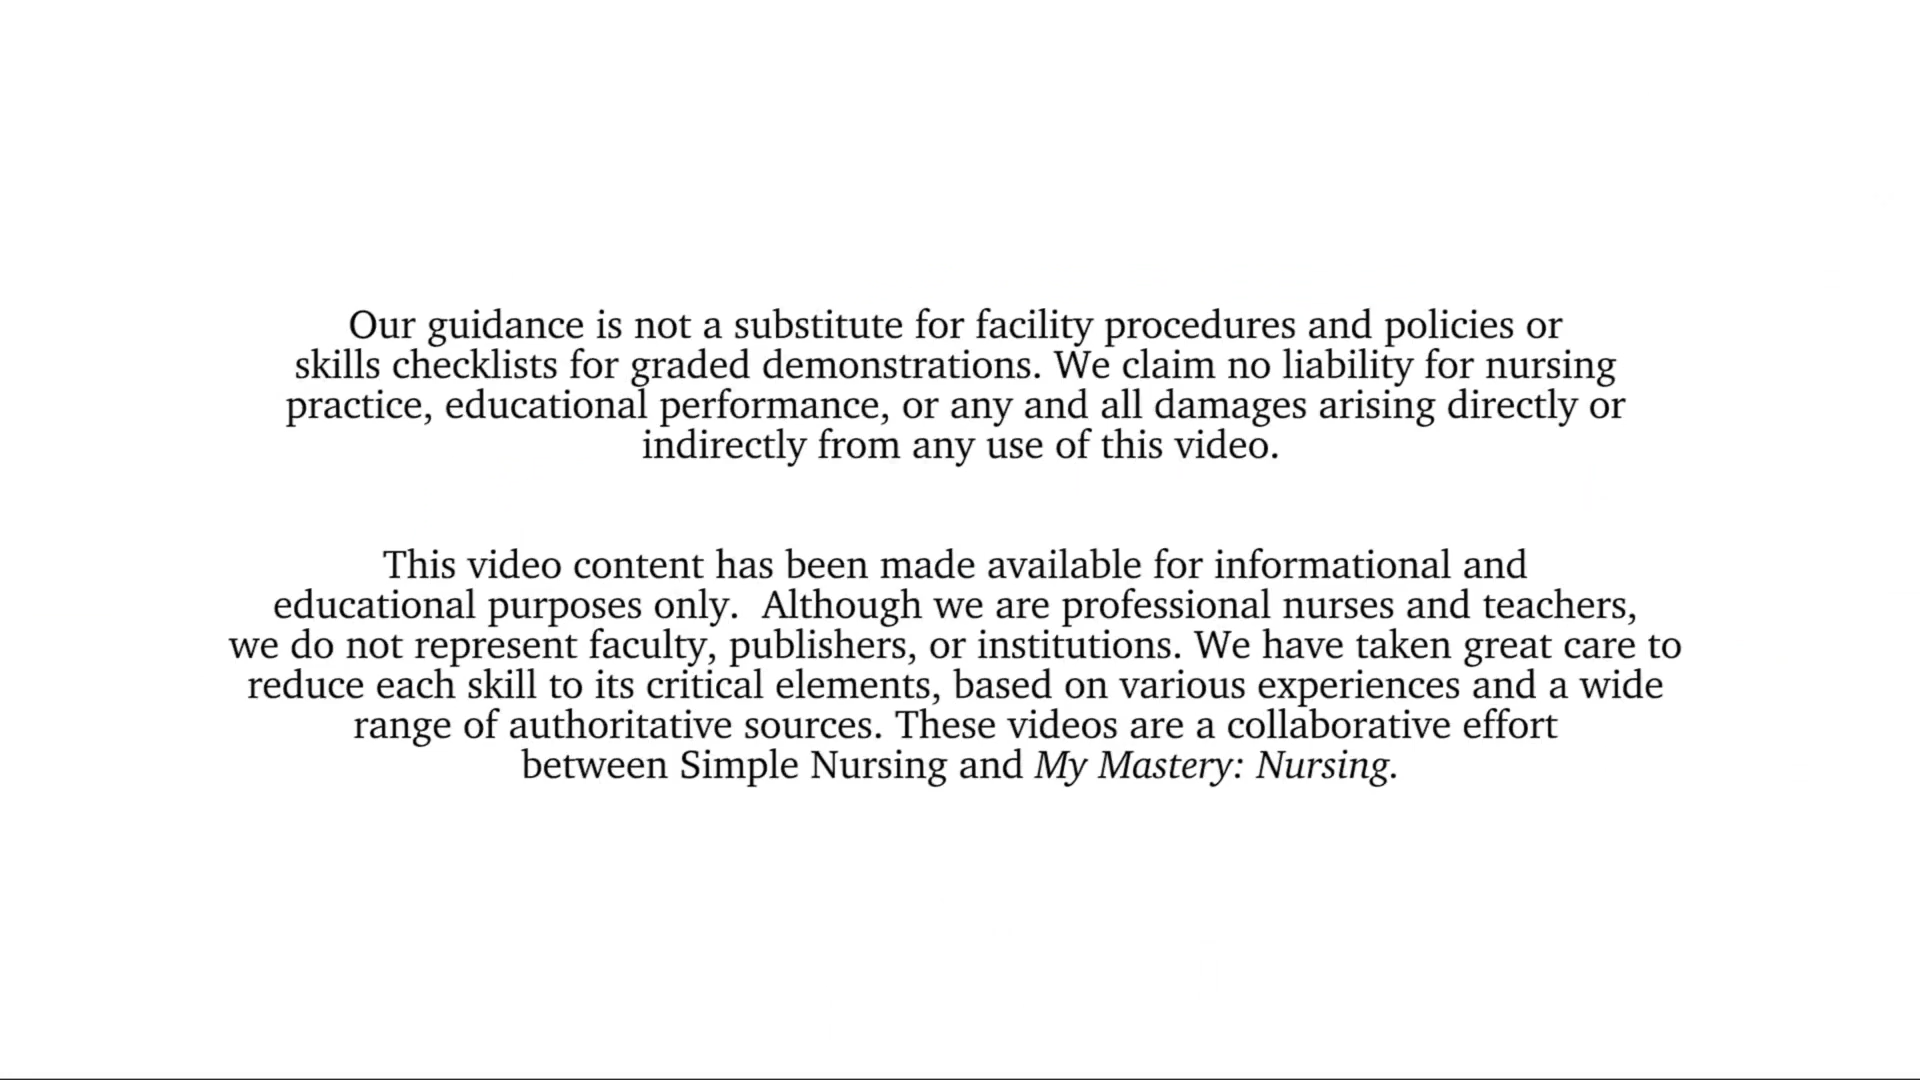 Our guidance is not a substitute for facility procedures and policies or
skills checklists for graded demonstrations. We claim no liability for nursing
practice, educational performance, or any and all damages arising directly or
indirectly from any use of this video.
This video content has been made available for informational and
educational purposes only.  Although we are professional nurses and teachers,
we do not represent faculty, publishers, or institutions. We have taken great care to
reduce each skill to its critical elements, based on various experiences and a wide
range of authoritative sources. These videos are a collaborative effort
between Simple Nursing and My Mastery: Nursing.